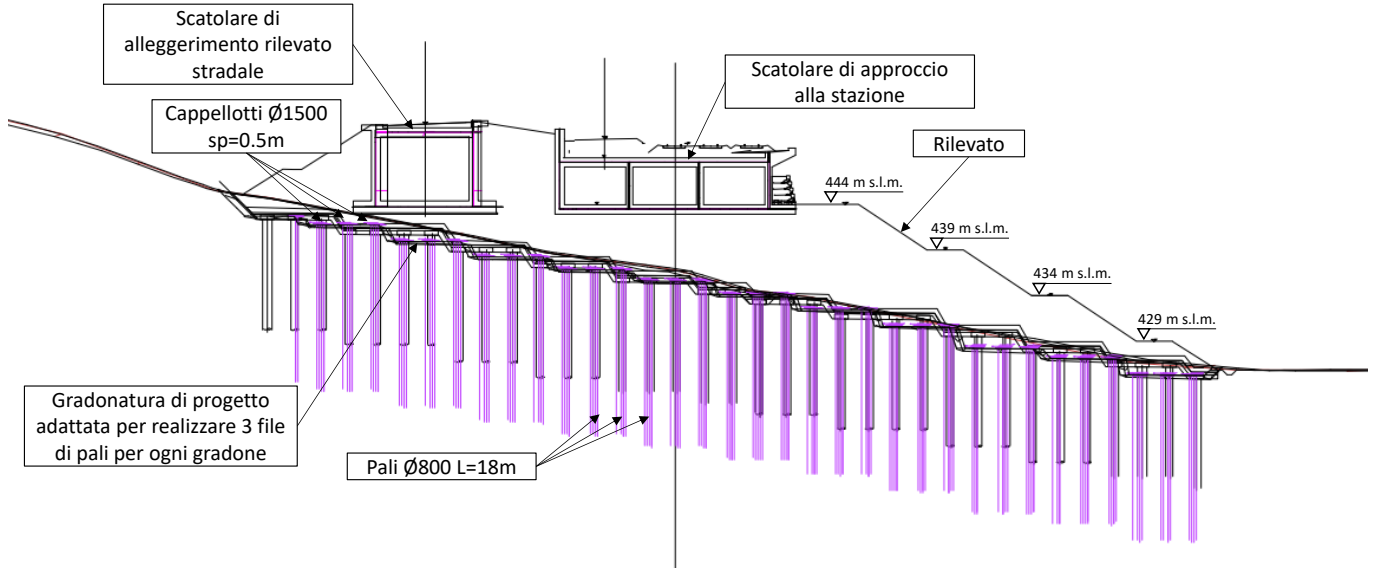 Scatolare di
alleggerimento rilevato
stradale
Cappellotti Ø1500
sp=0.5m
Scatolare di approccio
alla stazione
Rilevato
444 m s.l.m.
439 m s.l.m.
434 m s.l.m.
429 m s.l.m.
Gradonatura di progetto
adattata per realizzare 3 file
di pali per ogni gradone
Pali Ø800 L=18m